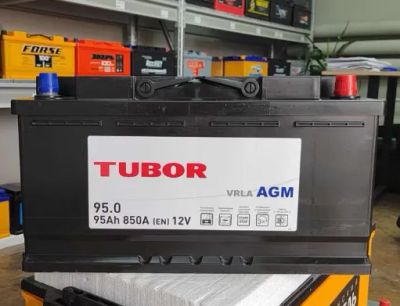 FORSE
TUBOR
VRLA AGM
95.0
95Ah 850A (EN) 12V